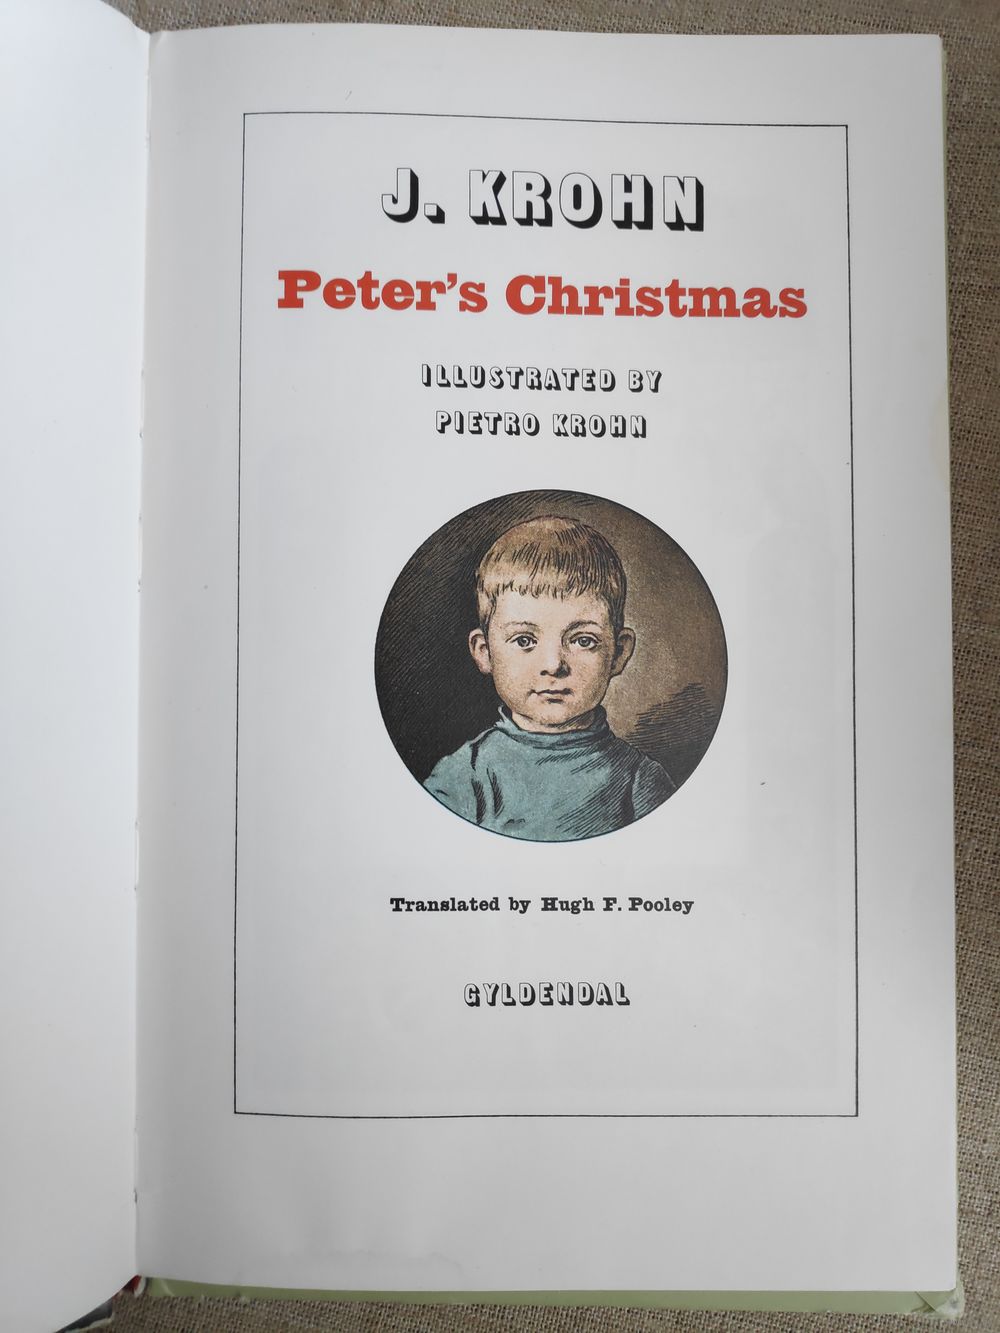 J. KROHN
Peter's Christmas
ILLUSTRATED BY
PIETRO KROHN
Translated by Hugh F. Pooley
GYLDENDAL